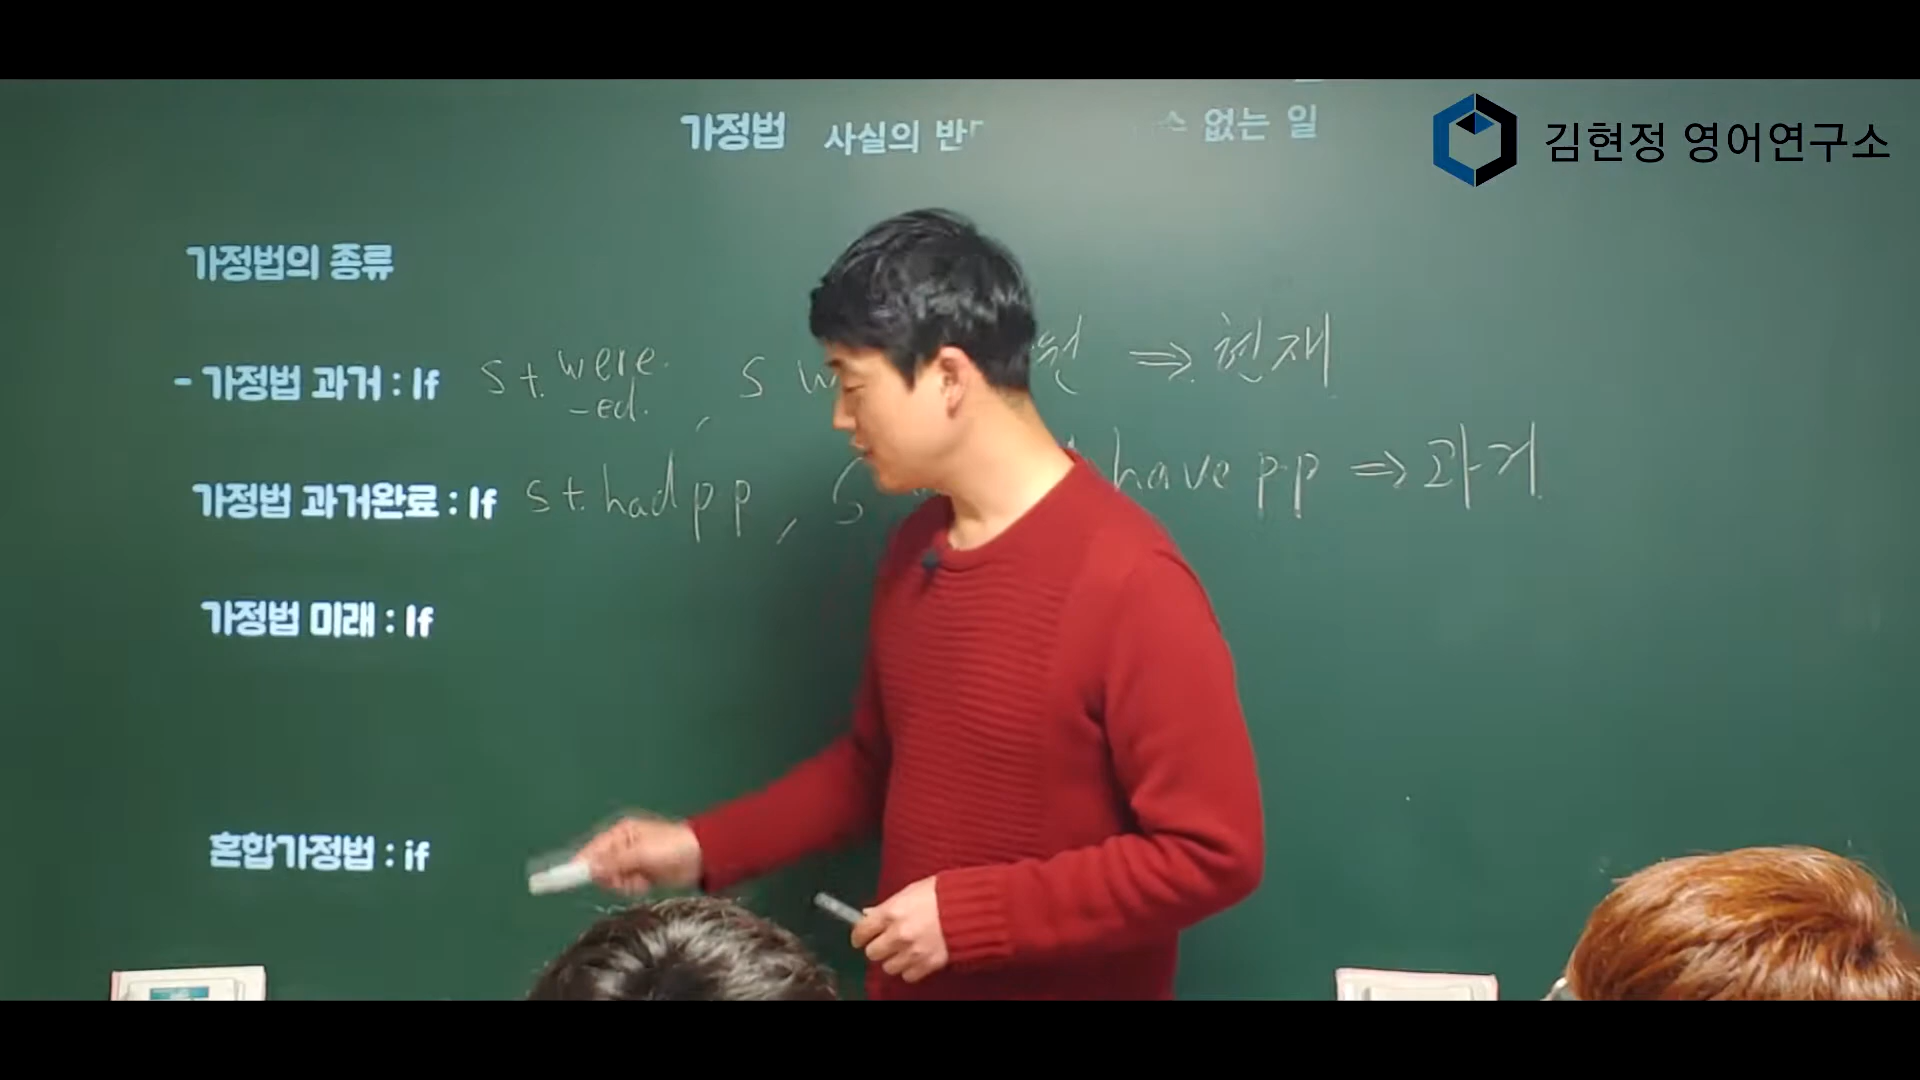 가정법 사실의 없는 일
김현정 영어연구소
가정법의 종류
- 가정법 과거 : If S+ were. , S ⇒ 현재
-ed.
가정법 과거완료 : If S+ had pp , S have pp ⇒ 과거
가정법 미래 : If
혼합가정법 : if